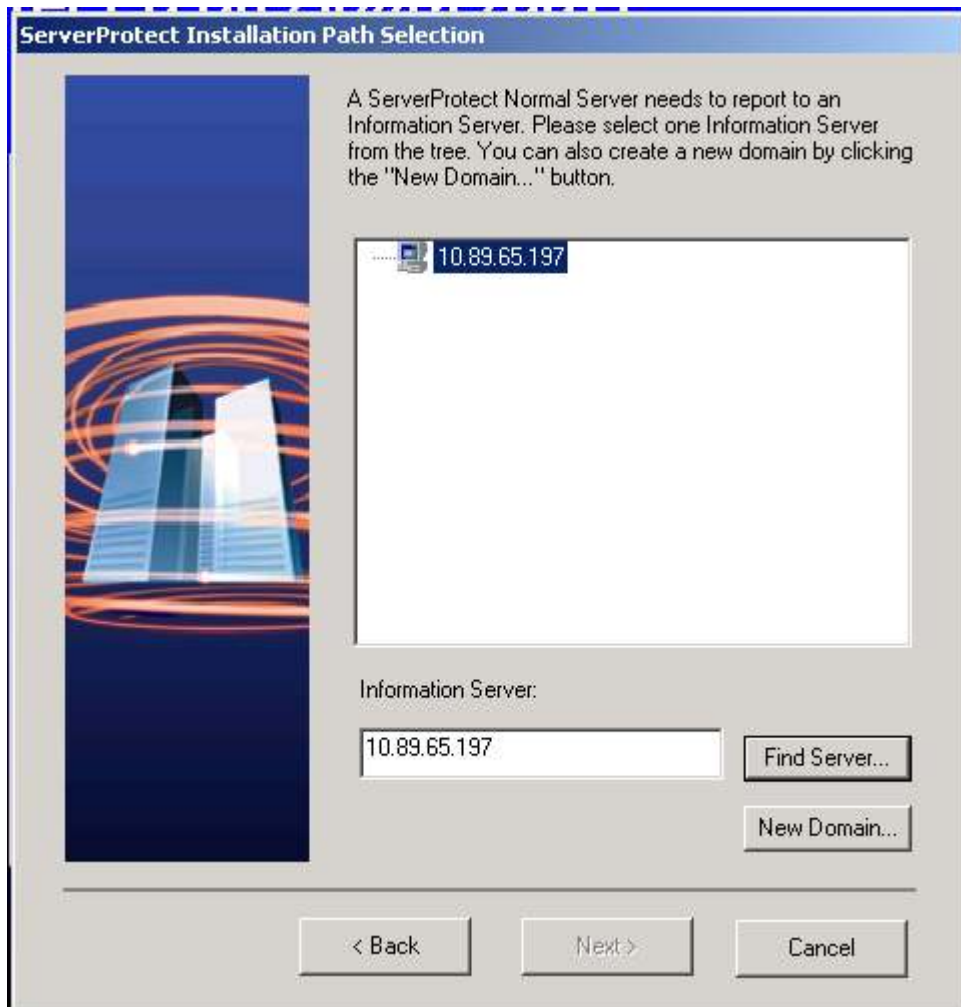 ServerProtect Installation Path Selection
A ServerProtect Normal Server needs to report to an
Information Server. Please select one Information Server
from the tree. You can also create a new domain by clicking
the "New Domain..." button.
10.89.65.197
Information Server:
10.89.65.197
Find Server...
New Domain...
< Back
Next >
Cancel